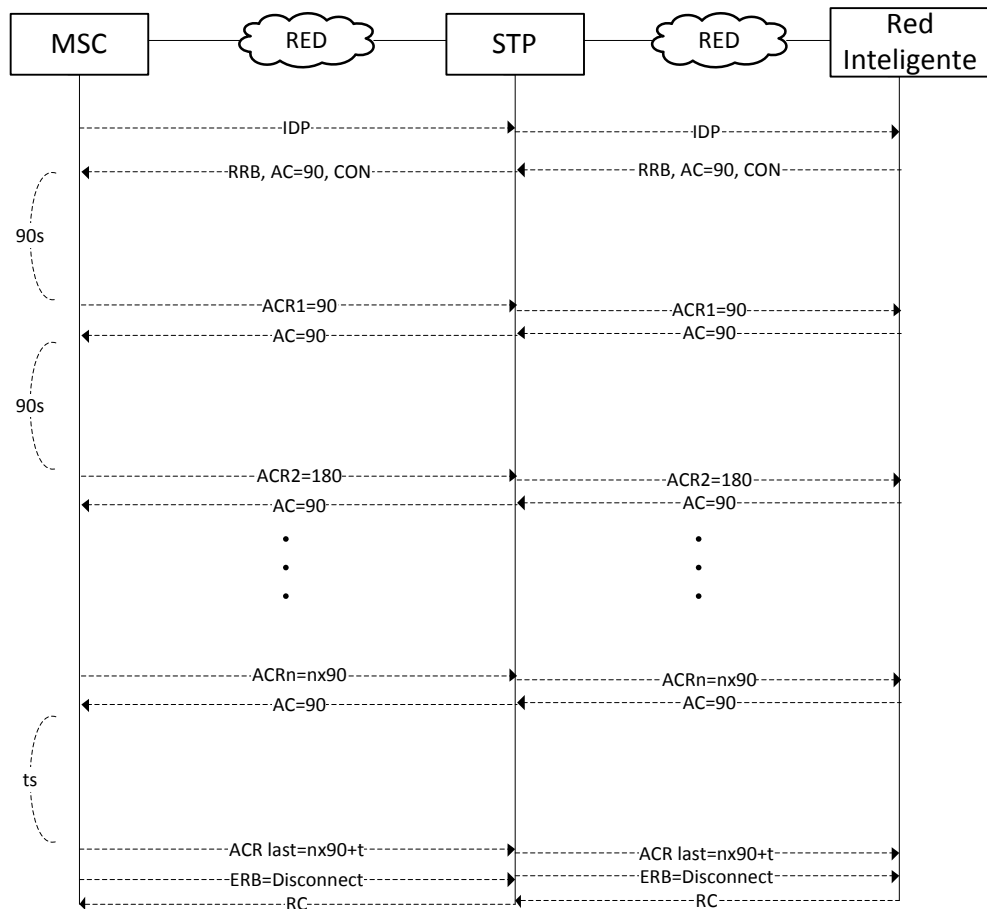 MSC
RED
STP
RED
Red
Inteligente
IDP
IDP
RRB, AC=90, CON
RRB, AC=90, CON
90s
ACR1=90
ACR1=90
AC=90
AC=90
90s
ACR2=180
ACR2=180
AC=90
AC=90
ACRn=nx90
ACRn=nx90
AC=90
AC=90
ts
ACR last=nx90+t
ACR last=nx90+t
ERB=Disconnect
ERB=Disconnect
RC
RC